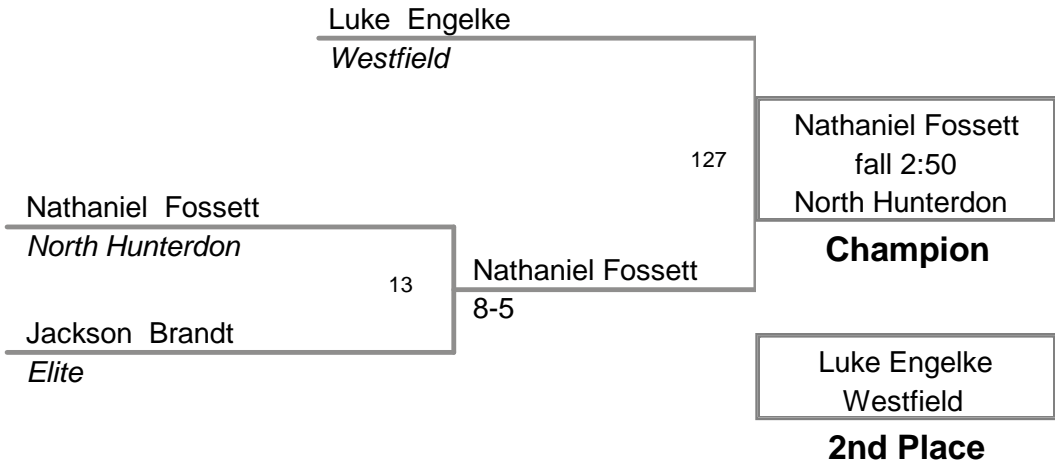 Luke Engelke
Westfield
Nathaniel Fossett
fall 2:50
North Hunterdon
Champion
127
Nathaniel Fossett
North Hunterdon
13
Nathaniel Fossett
8-5
Jackson Brandt
Elite
Luke Engelke
Westfield
2nd Place